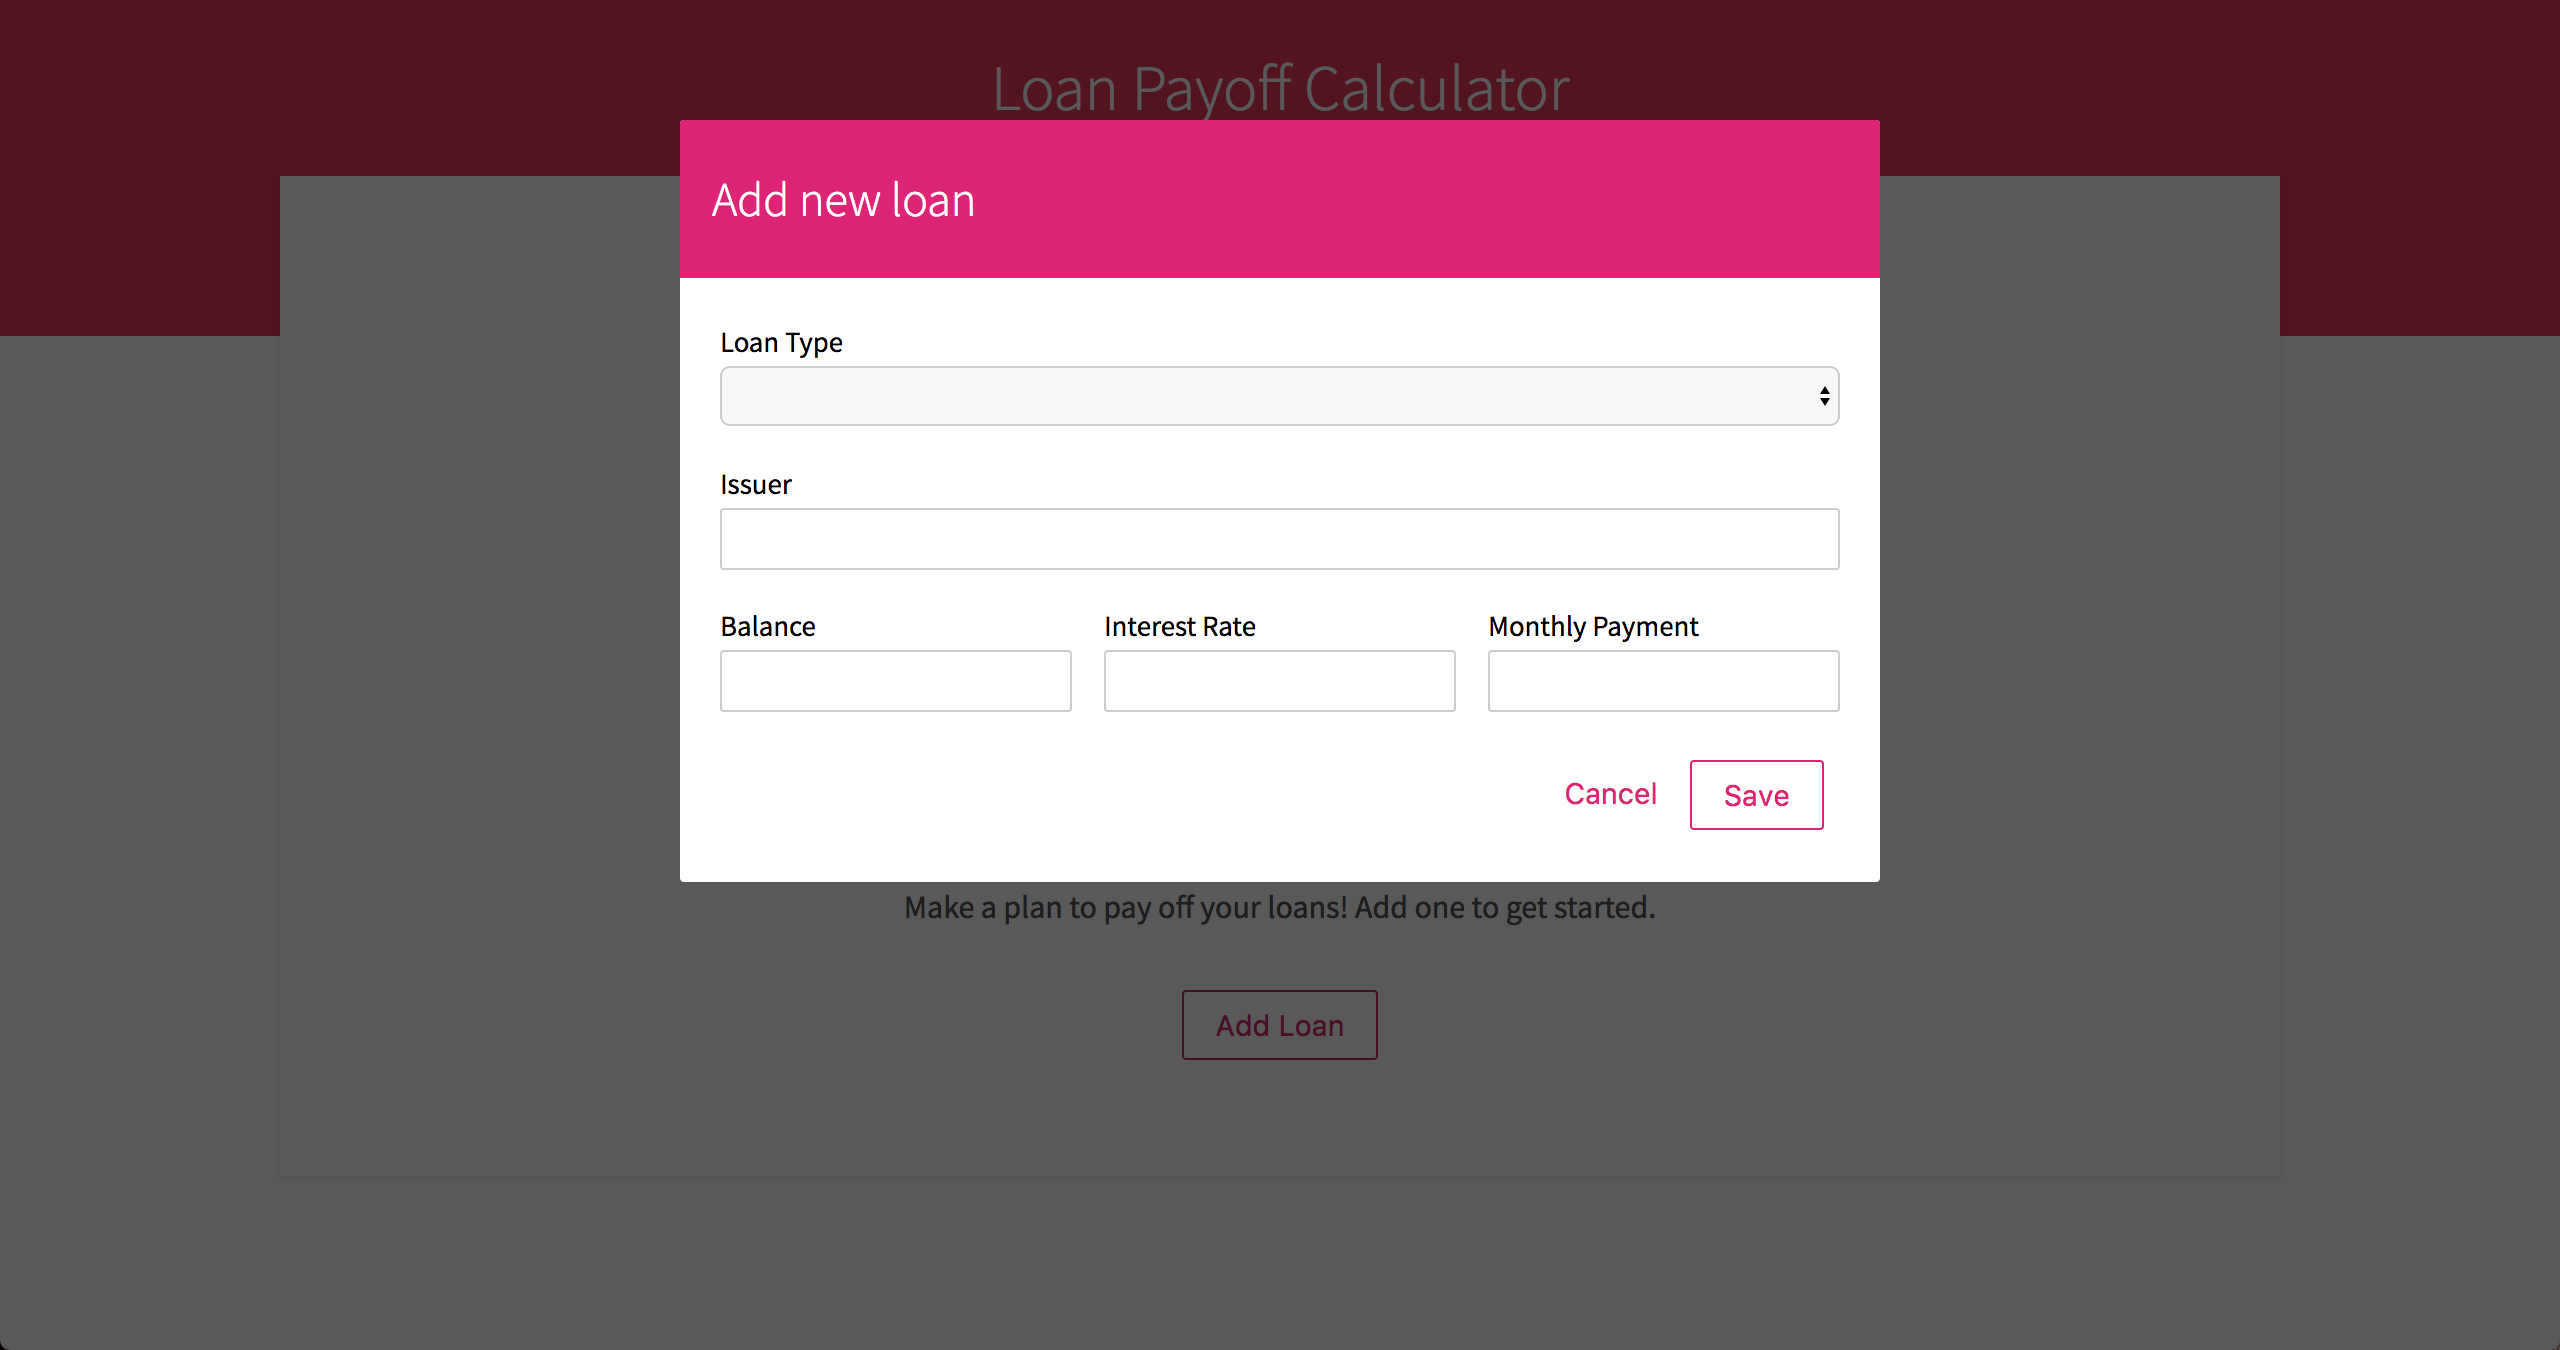 Loan Payoff Calculator
Add new loan
Loan Type
Issuer
Balance Interest Rate Monthly Payment
Cancel Save
Make a plan to pay off your loans! Add one to get started.
Add Loan